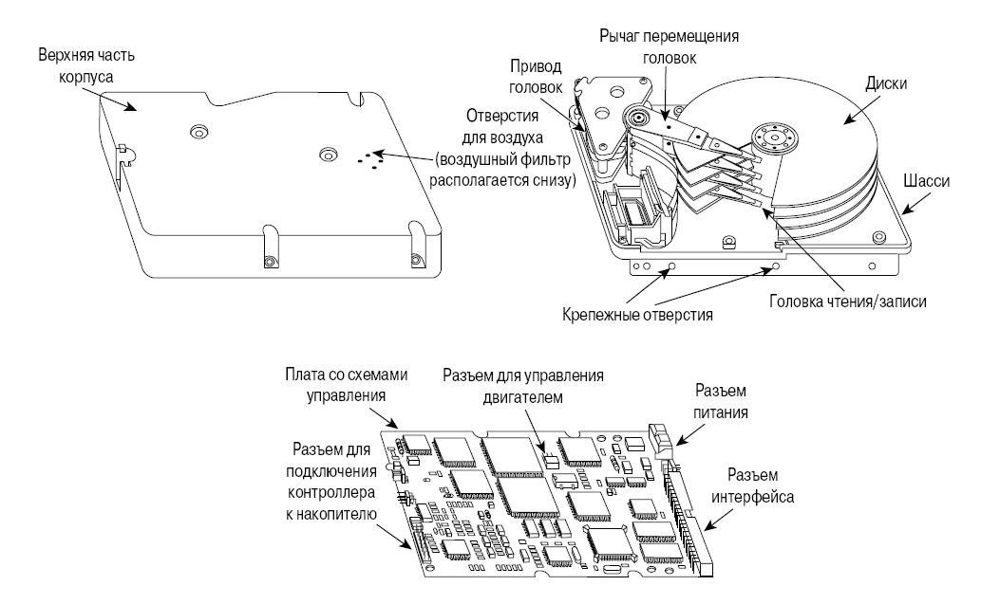 Верхняя часть
корпуса
Отверстия
для воздуха
(воздушный фильтр
располагается снизу)
Рычаг перемещения
головок
Привод
головок
Диски
Шасси
Крепежные отверстия
Головка чтения/записи
Плата со схемами
управления
Разъем для управления
двигателем
Разъем
питания
Разъем для
подключения
контроллера
к накопителю
Разъем
интерфейса